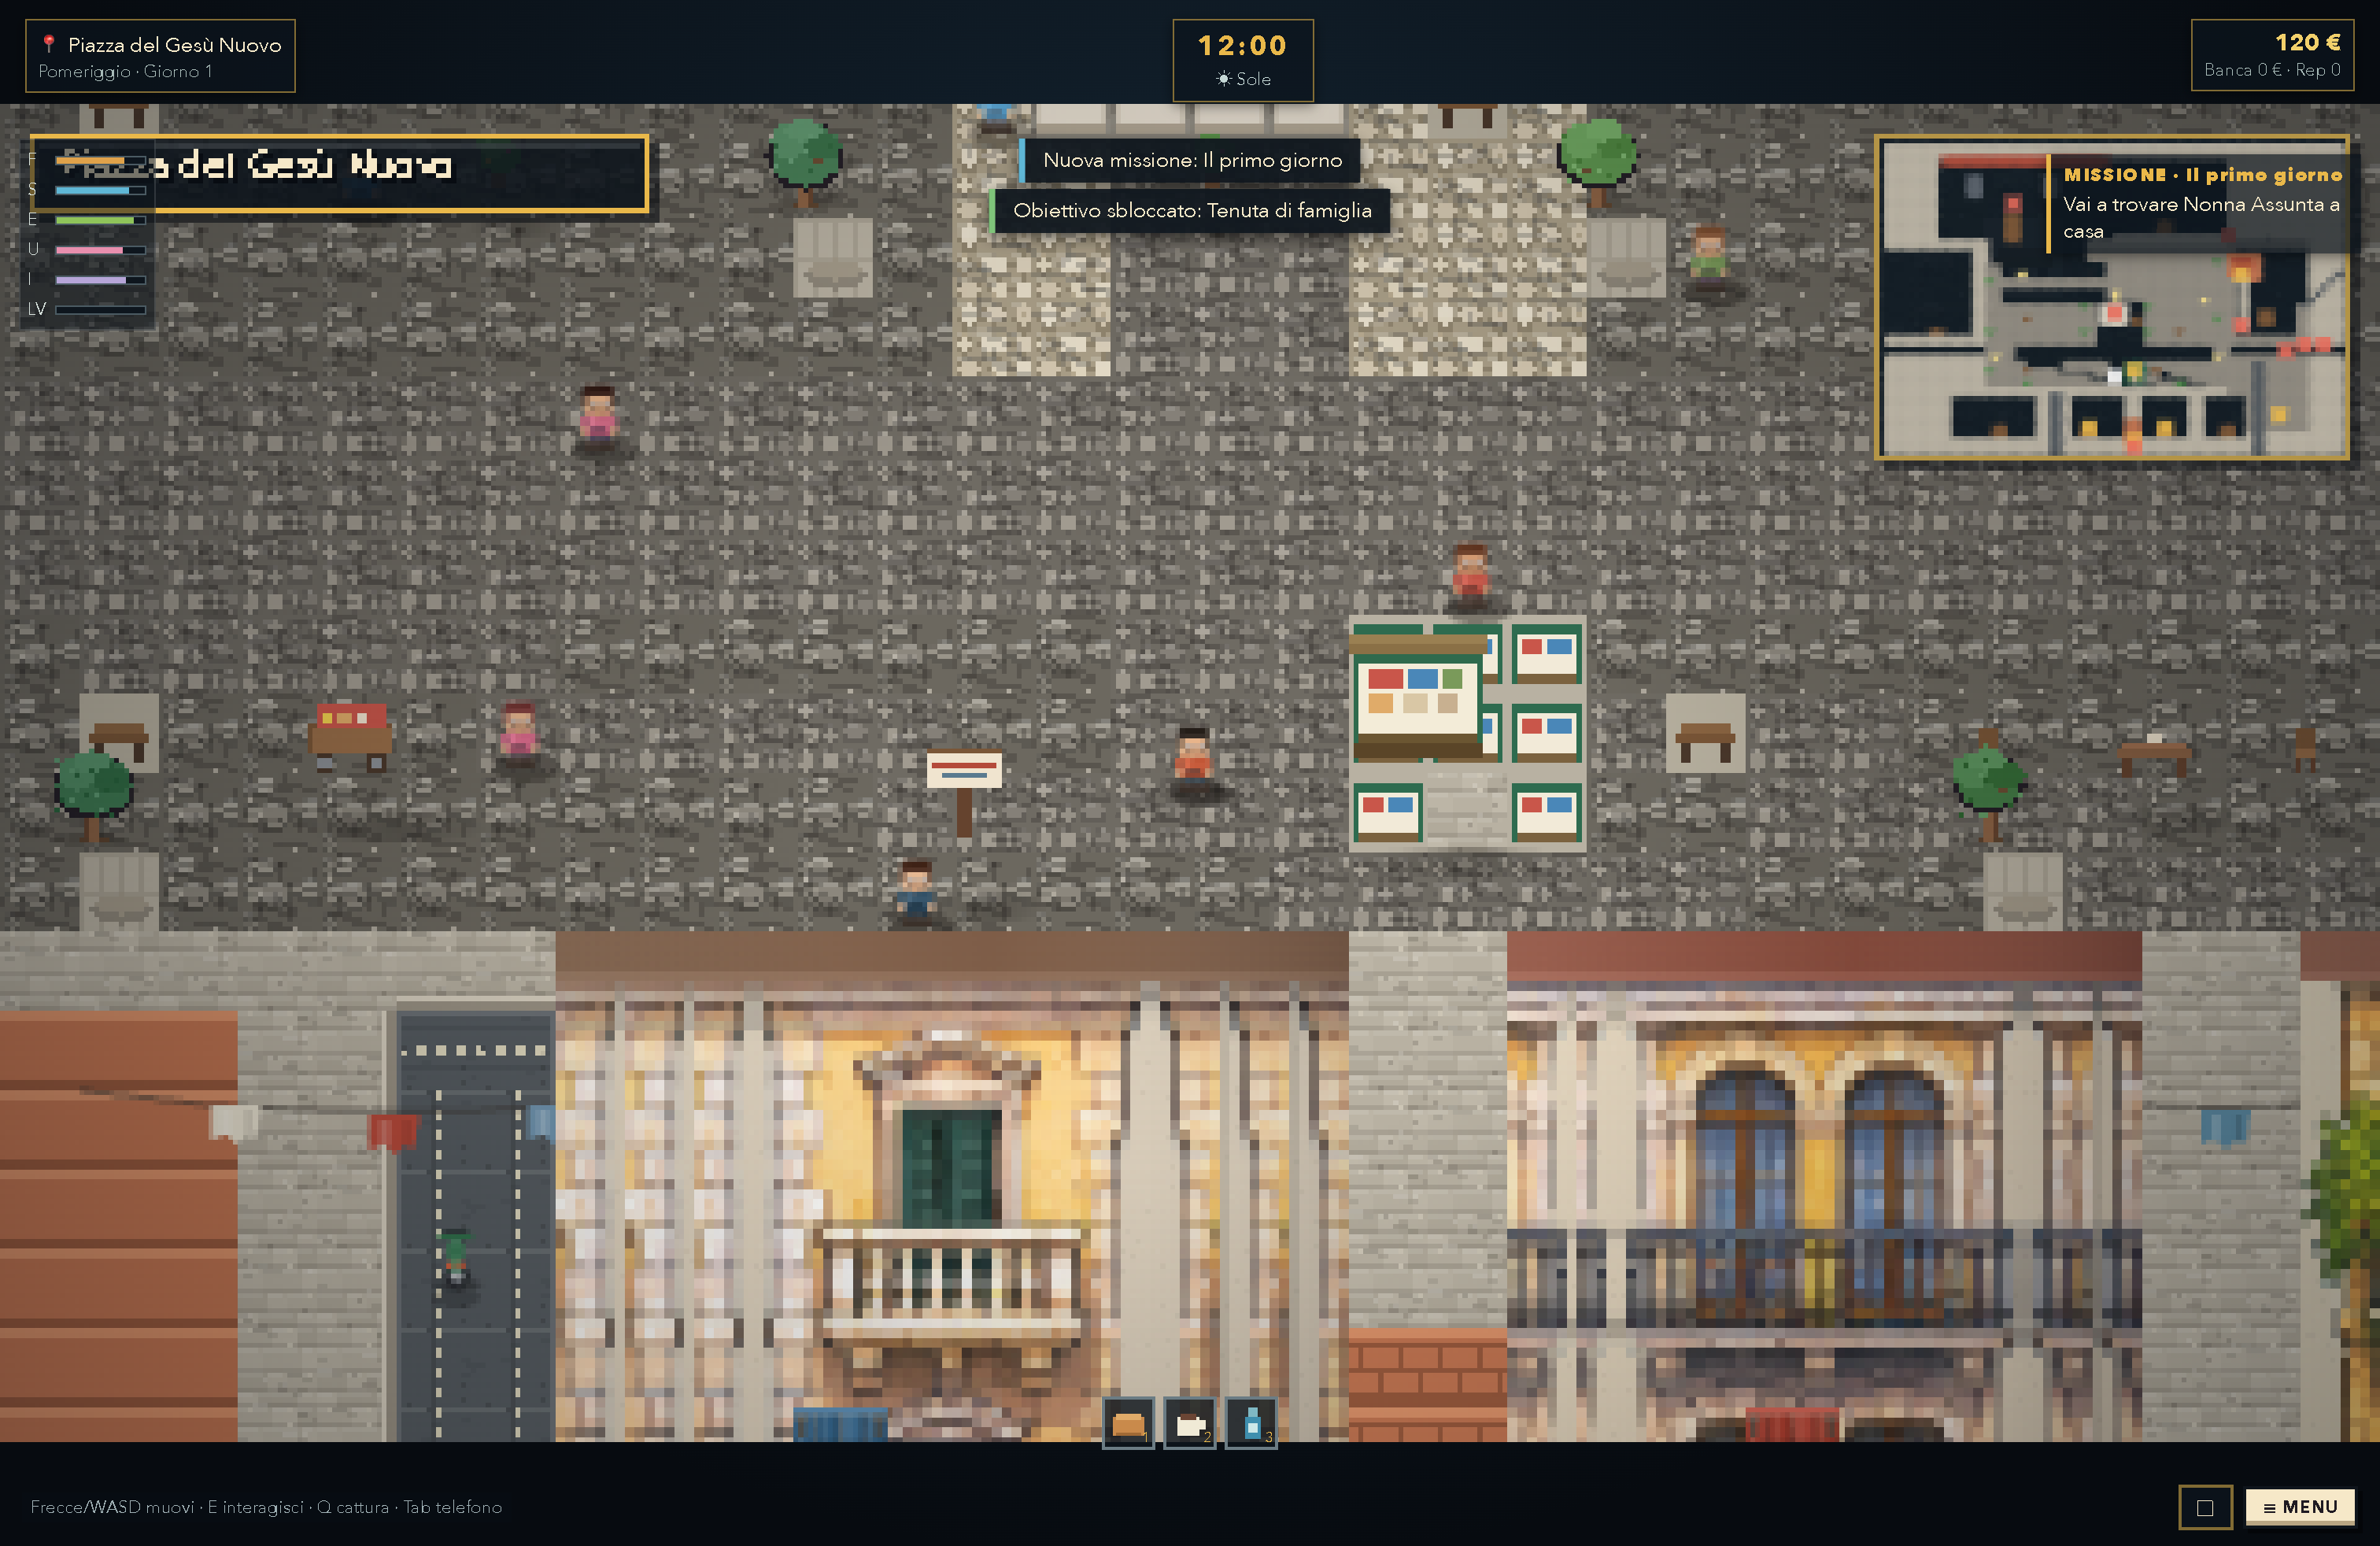 Piazza del Gesù Nuovo
Pomeriggio · Giorno 1
12:00
Sole
120 €
Banca 0 € · Rep 0
Piazza del Gesù Nuovo
F
S
E
U
I
LV
Nuova missione: Il primo giorno
Obiettivo sbloccato: Tenuta di famiglia
MISSIONE · Il primo giorno
Vai a trovare Nonna Assunta a
casa
1
2
3
Frecce/WASD muovi · E interagisci · Q cattura · Tab telefono
≡ MENU